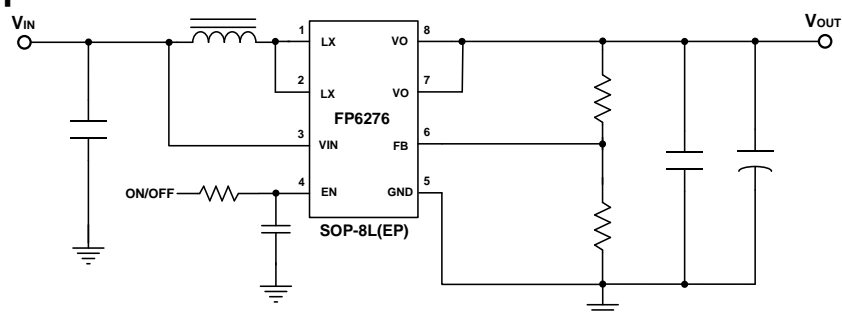 VIN
VOUT
1
LX
VO
8
2
LX
VO
7
FP6276
3
VIN
FB
6
4
ON/OFF
EN
GND
5
SOP-8L(EP)